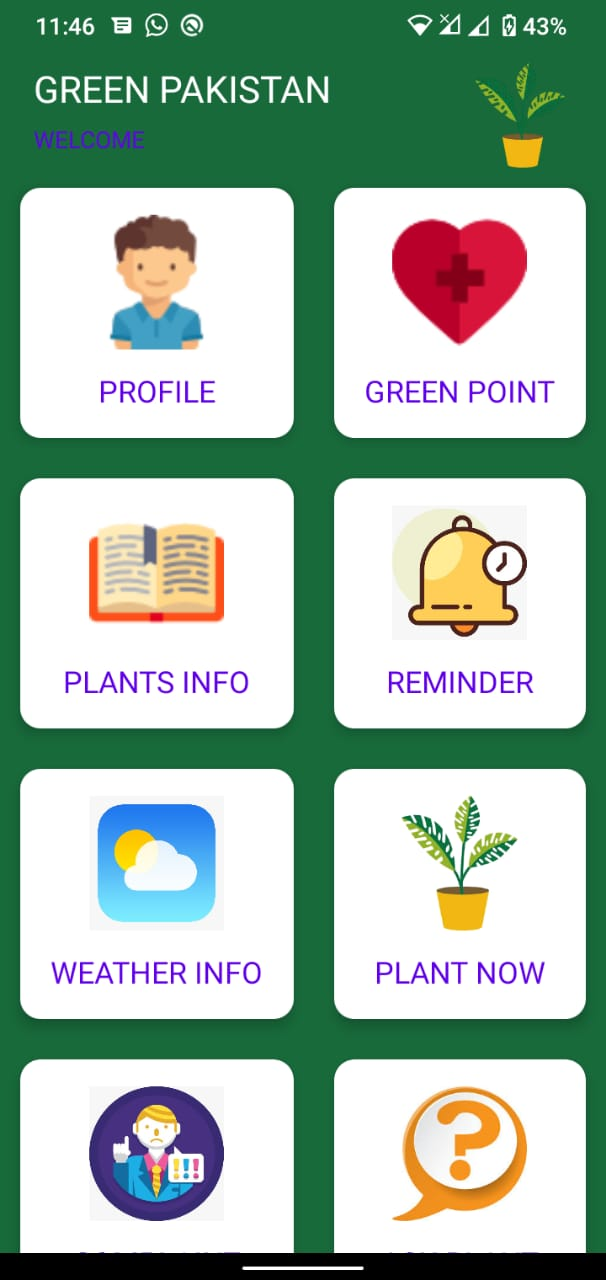 11:46
43%
GREEN PAKISTAN
WELCOME
PROFILE
GREEN POINT
PLANTS INFO
REMINDER
WEATHER INFO
PLANT NOW